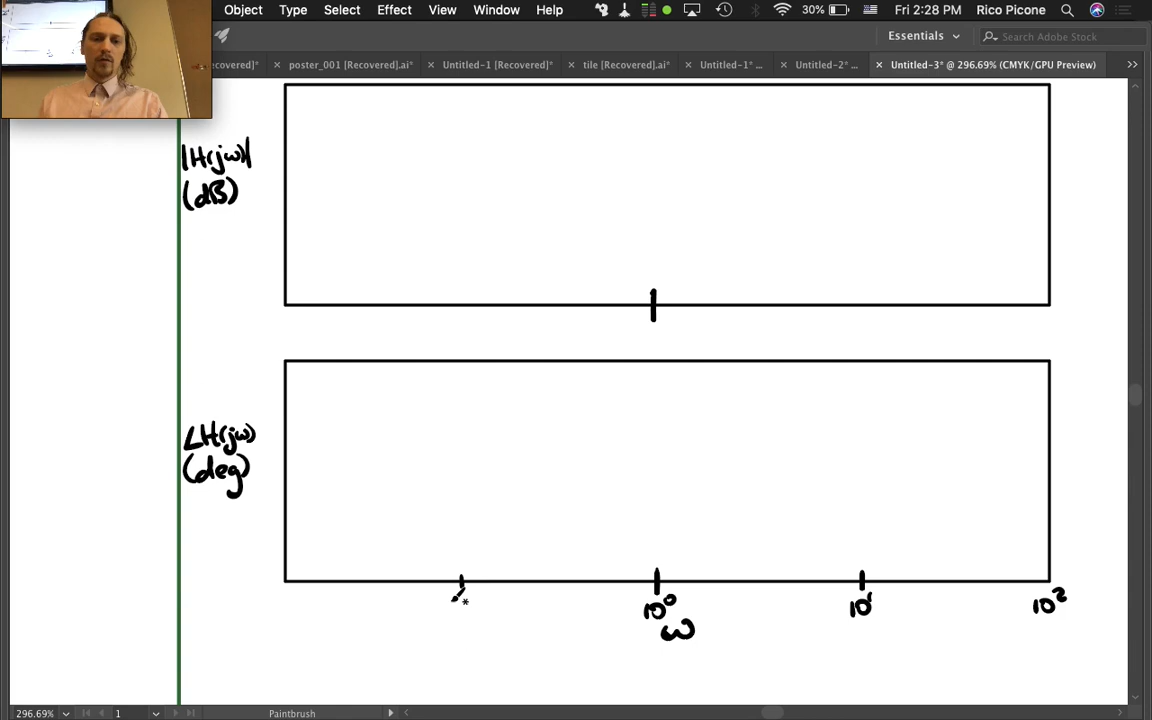 Object Type Select Effect View Window Help 30% Fri 2:28 PM Rico Picone
Essentials Search Adobe Stock
ecovered]* × poster_001 [Recovered].ai* × Untitled-1 [Recovered]* × tile [Recovered].ai* × Untitled-1* ... × Untitled-2* ... × Untitled-3* @ 296.69% (CMYK/GPU Preview) >>
|H(jω)|
(dB)
∠H(jω)
(deg)
10⁰ 10¹ 10²
ω
296.69% 1 Paintbrush